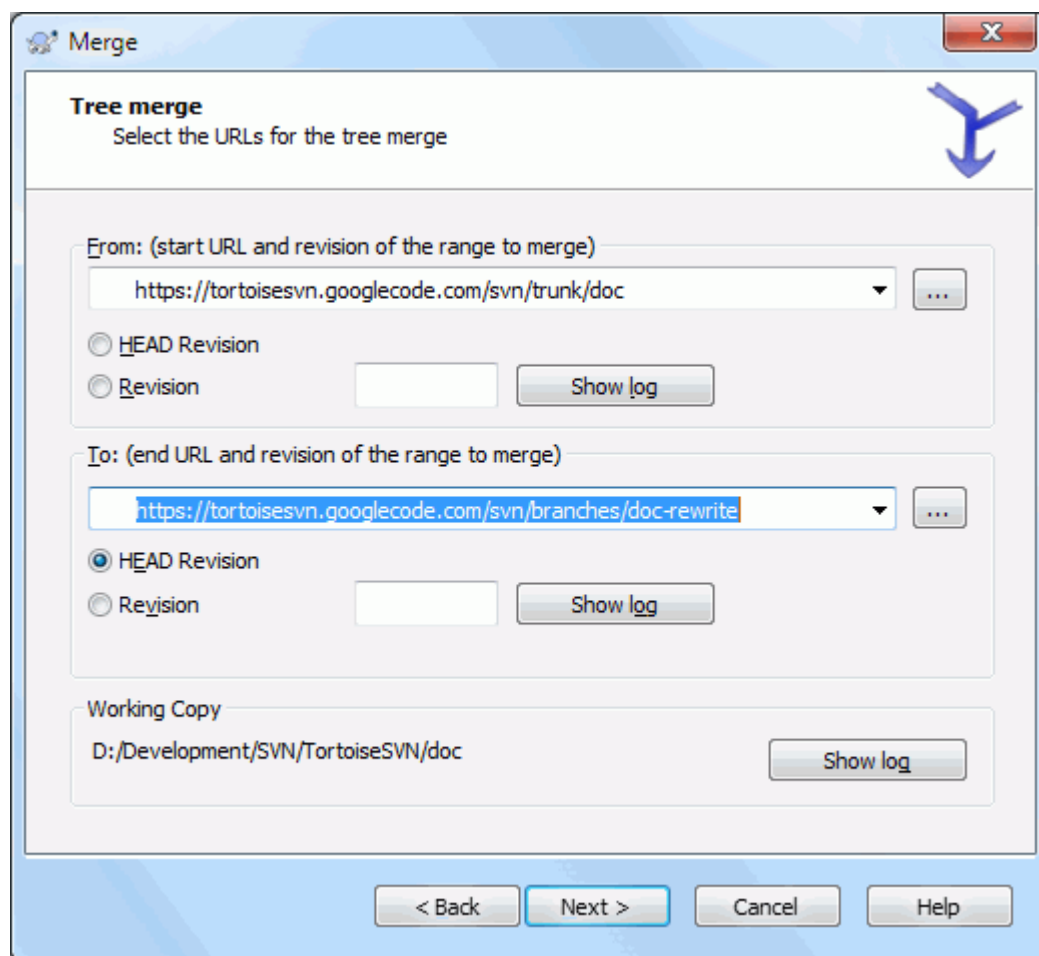 Merge
Tree merge
Select the URLs for the tree merge
From: (start URL and revision of the range to merge)
https://tortoisesvn.googlecode.com/svn/trunk/doc
...
HEAD Revision
Revision
Show log
To: (end URL and revision of the range to merge)
https://tortoisesvn.googlecode.com/svn/branches/doc-rewrite
...
HEAD Revision
Revision
Show log
Working Copy
D:/Development/SVN/TortoiseSVN/doc
Show log
< Back Next > Cancel Help